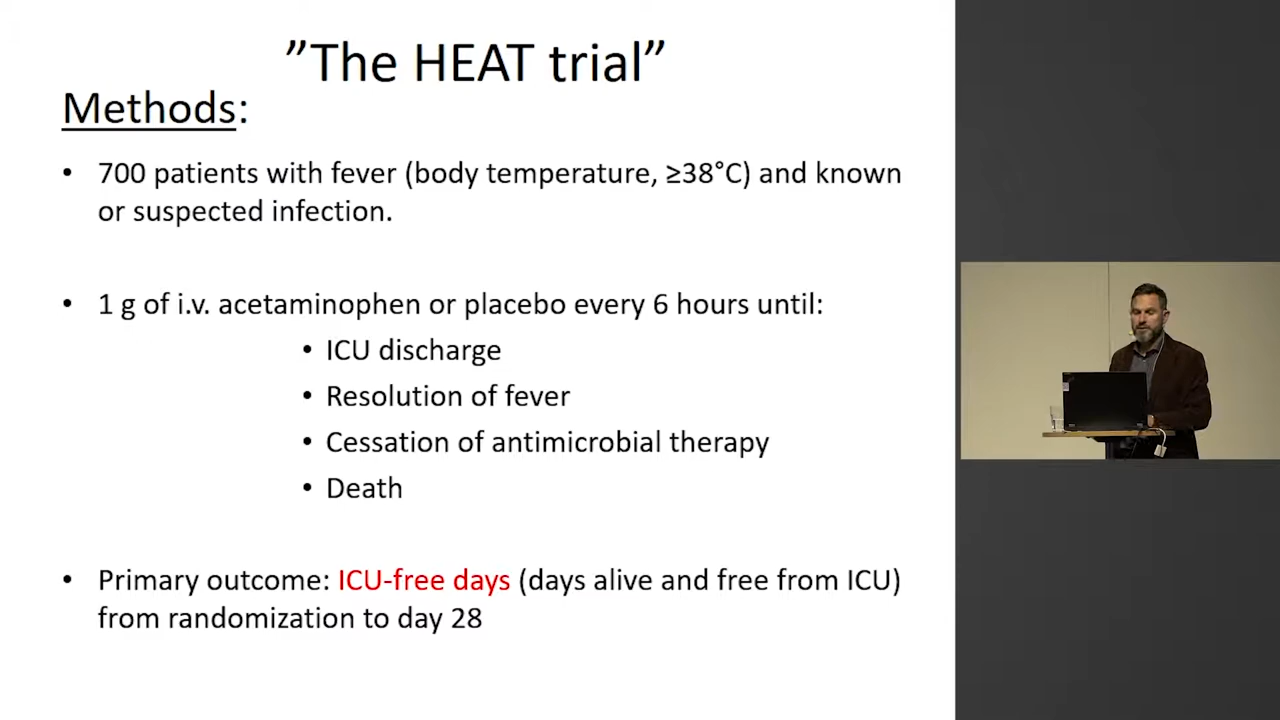 ”The HEAT trial”
Methods:
• 700 patients with fever (body temperature, ≥38°C) and known
or suspected infection.
• 1 g of i.v. acetaminophen or placebo every 6 hours until:
• ICU discharge
• Resolution of fever
• Cessation of antimicrobial therapy
• Death
• Primary outcome: ICU-free days (days alive and free from ICU)
from randomization to day 28